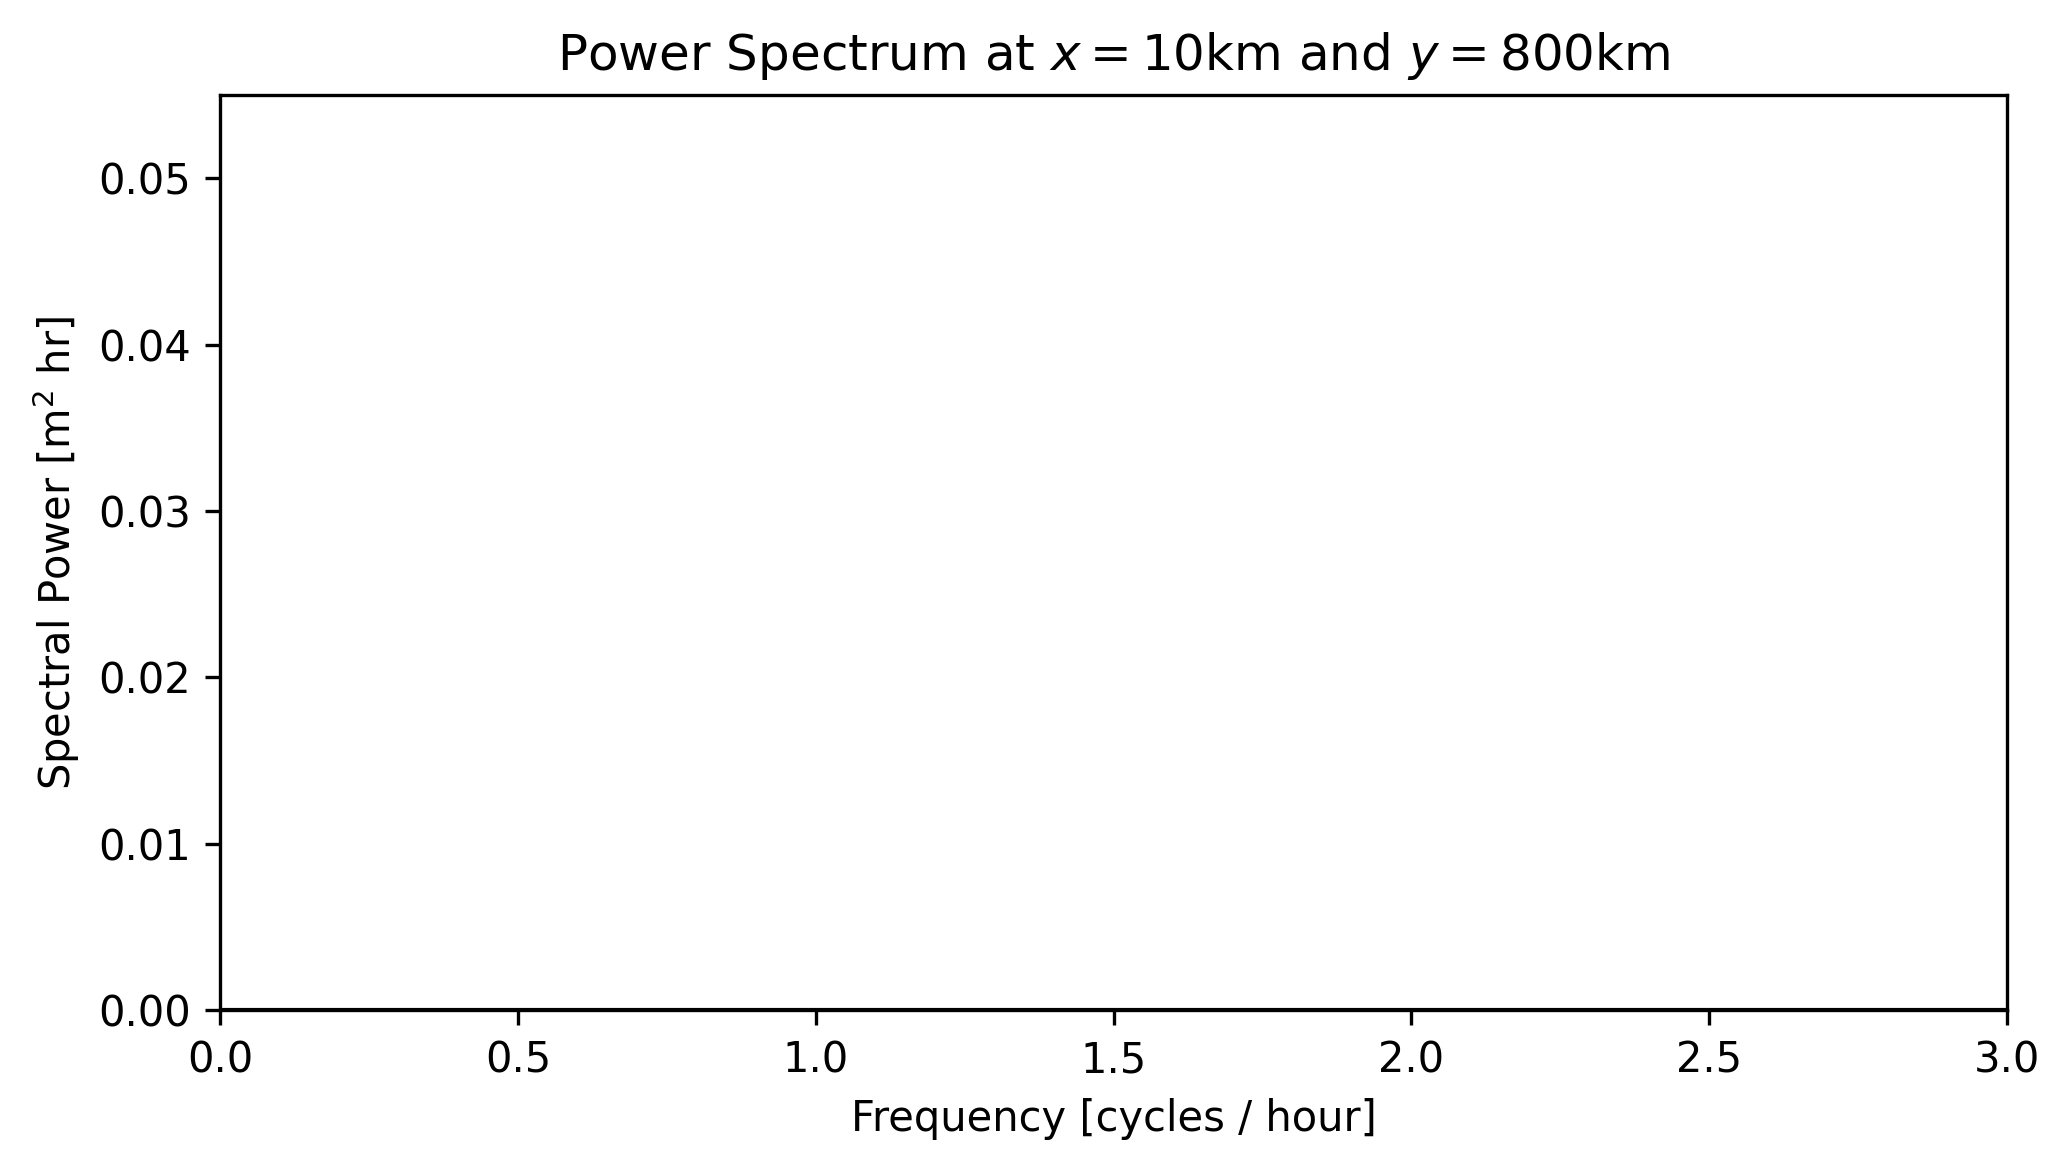 Power Spectrum at x = 10km and y = 800km
Spectral Power [m² hr]
0.05
0.04
0.03
0.02
0.01
0.00
0.0 0.5 1.0 1.5 2.0 2.5 3.0
Frequency [cycles / hour]